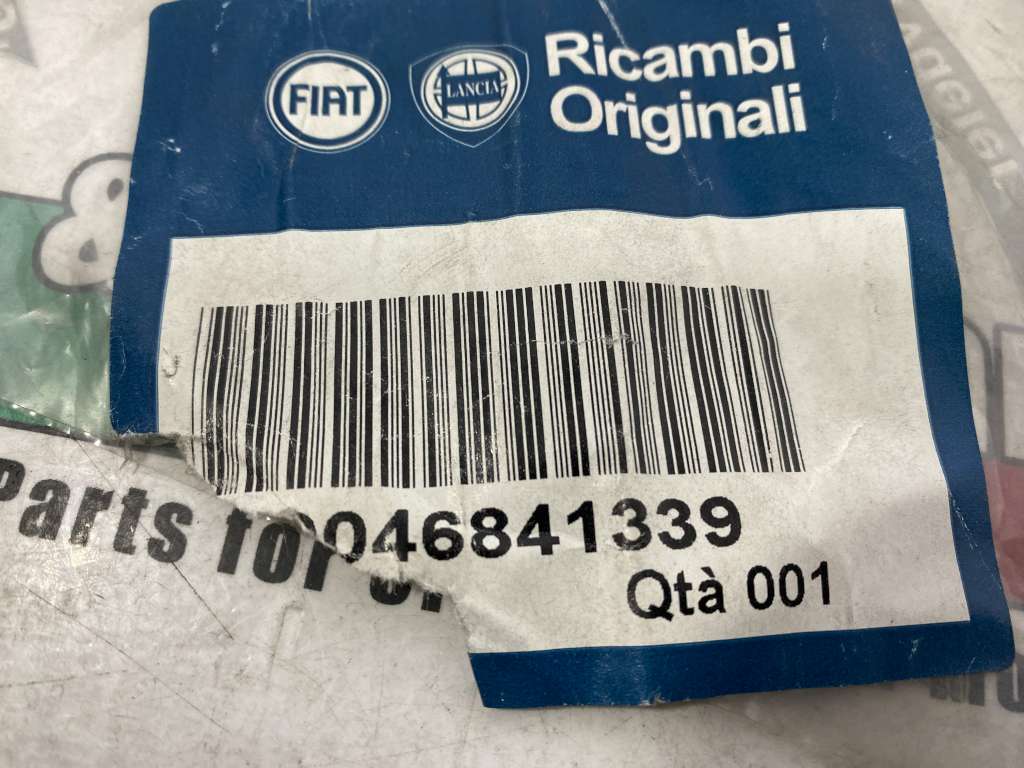 FIAT
LANCIA
Ricambi
Originali
&
0046841339
Qtà 001
Parts for